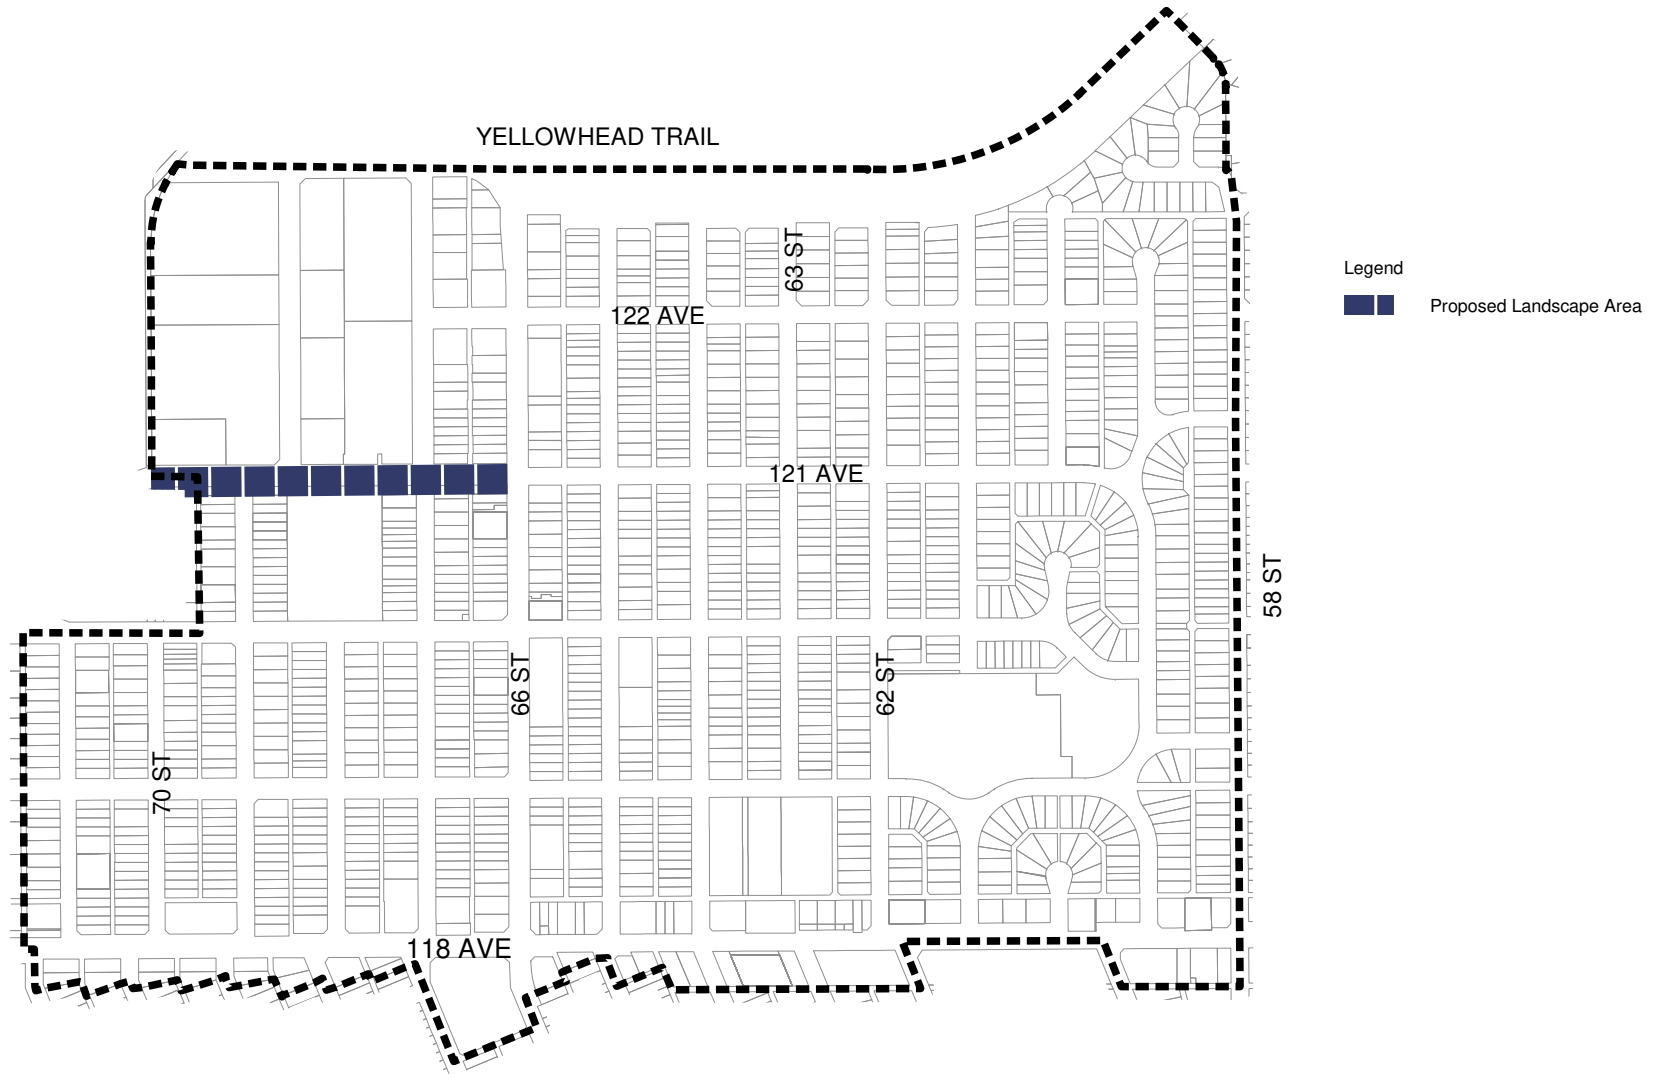 YELLOWHEAD TRAIL
63 ST
Legend
122 AVE
Proposed Landscape Area
121 AVE
58 ST
66 ST
62 ST
70 ST
118 AVE